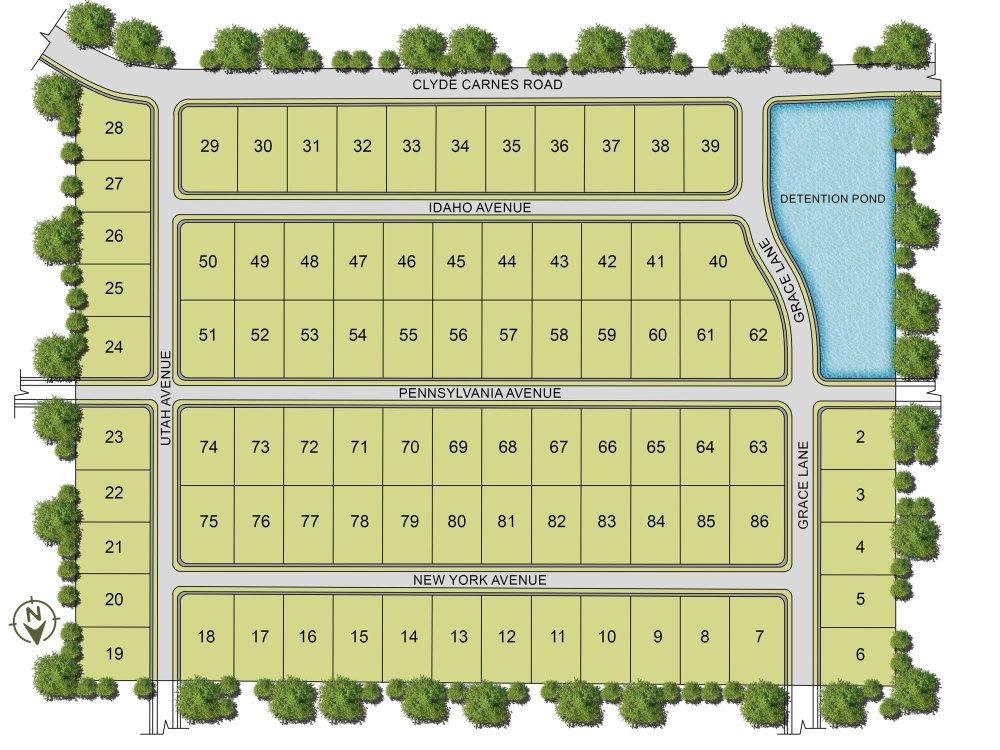 CLYDE CARNES ROAD
28
29 30 31 32 33 34 35 36 37 38 39
27
DETENTION POND
IDAHO AVENUE
26
50 49 48 47 46 45 44 43 42 41 40
GRACE LANE
25
51 52 53 54 55 56 57 58 59 60 61 62
24
UTAH AVENUE
PENNSYLVANIA AVENUE
23
74 73 72 71 70 69 68 67 66 65 64 63
2
GRACE LANE
22
3
75 76 77 78 79 80 81 82 83 84 85 86
21
4
NEW YORK AVENUE
20
5
N
18 17 16 15 14 13 12 11 10 9 8 7
19
6